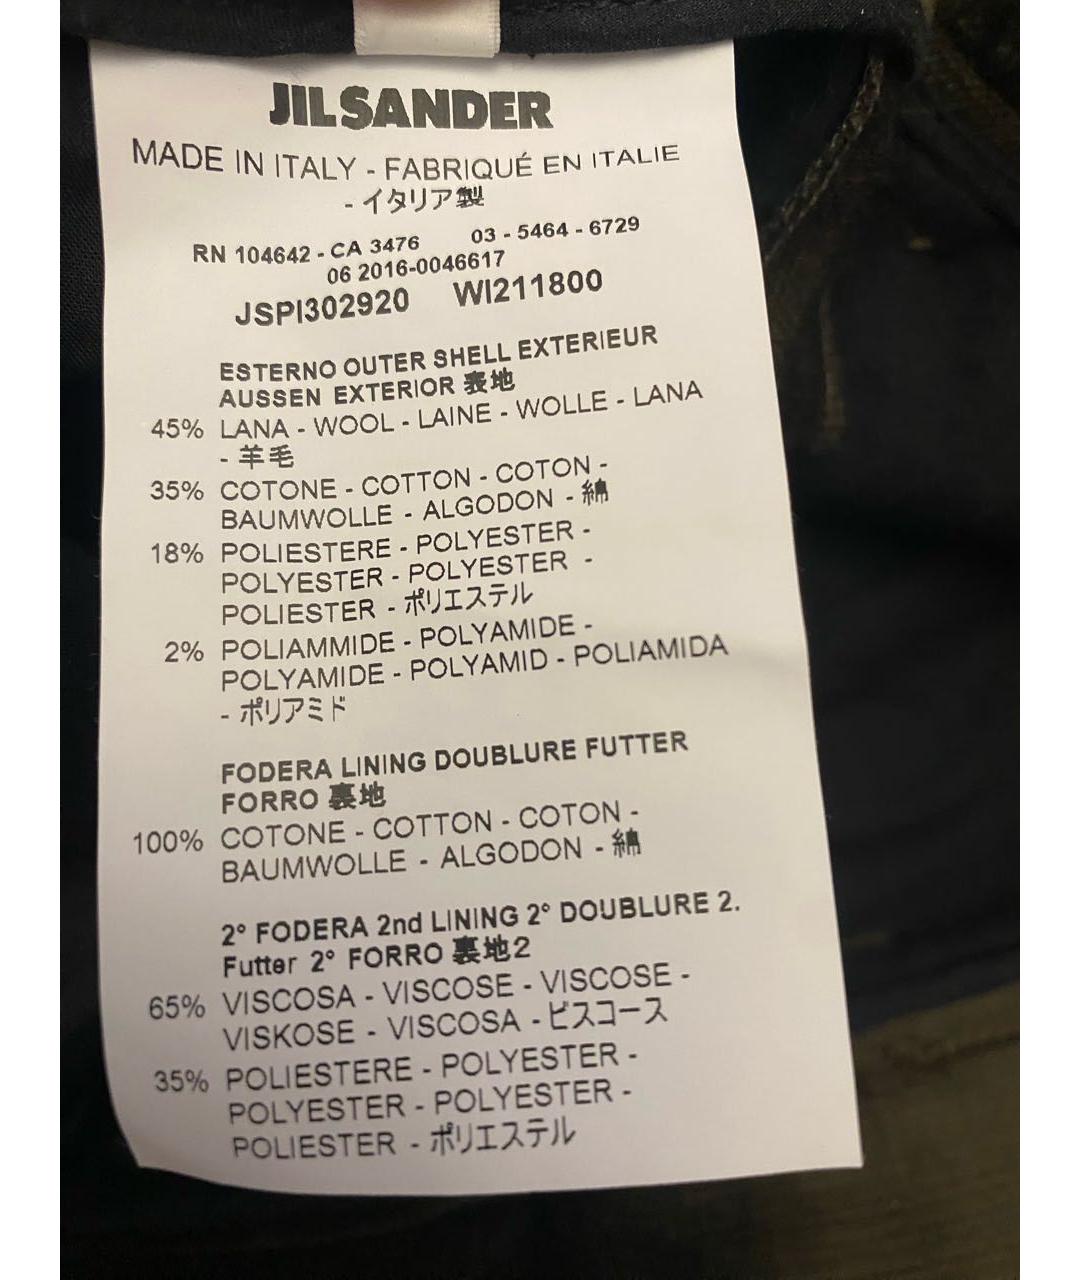 JIL SANDER
MADE IN ITALY - FABRIQUÉ EN ITALIE
- イタリア製
RN 104642 - CA 3476 03 - 5464 - 6729
06 2016-0046617
JSPI302920 WI211800
ESTERNO OUTER SHELL EXTERIEUR
AUSSEN EXTERIOR 表地
45% LANA - WOOL - LAINE - WOLLE - LANA
- 羊毛
35% COTONE - COTTON - COTON -
BAUMWOLLE - ALGODON - 綿
18% POLIESTERE - POLYESTER -
POLYESTER - POLYESTER -
POLIESTER - ポリエステル
2% POLIAMMIDE - POLYAMIDE -
POLYAMIDE - POLYAMID - POLIAMIDA
- ポリアミド
FODERA LINING DOUBLURE FUTTER
FORRO 裏地
100% COTONE - COTTON - COTON -
BAUMWOLLE - ALGODON - 綿
2° FODERA 2nd LINING 2° DOUBLURE 2.
Futter 2° FORRO 裏地2
65% VISCOSA - VISCOSE - VISCOSE -
VISKOSE - VISCOSA - ビスコース
35% POLIESTERE - POLYESTER -
POLYESTER - POLYESTER -
POLIESTER - ポリエステル